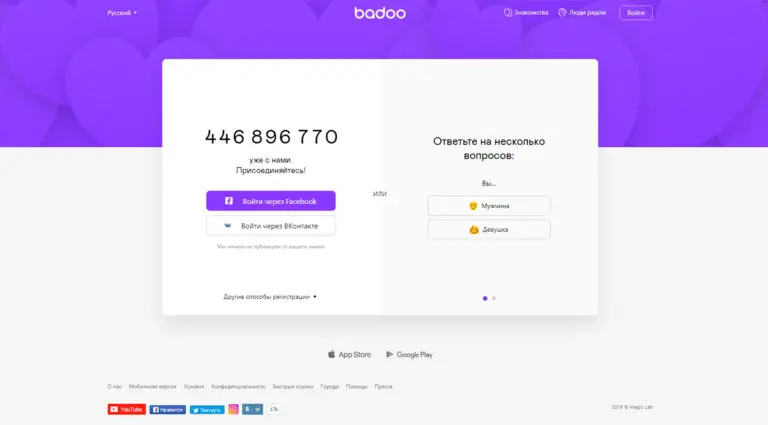 Русский
badoo
Знакомства
Люди рядом
Войти
446 896 770
уже с нами.
Присоединяйтесь!
Войти через Facebook
Войти через ВКонтакте
Мы ничего не публикуем от вашего имени
Другие способы регистрации
ИЛИ
Ответьте на несколько
вопросов:
Вы...
Мужчина
Девушка
App Store
Google Play
О нас Мобильная версия Условия Конфиденциальность Быстрые ссылки Города Помощь Пресса
YouTube Нравится Твитнуть
2019 © Magic Lab